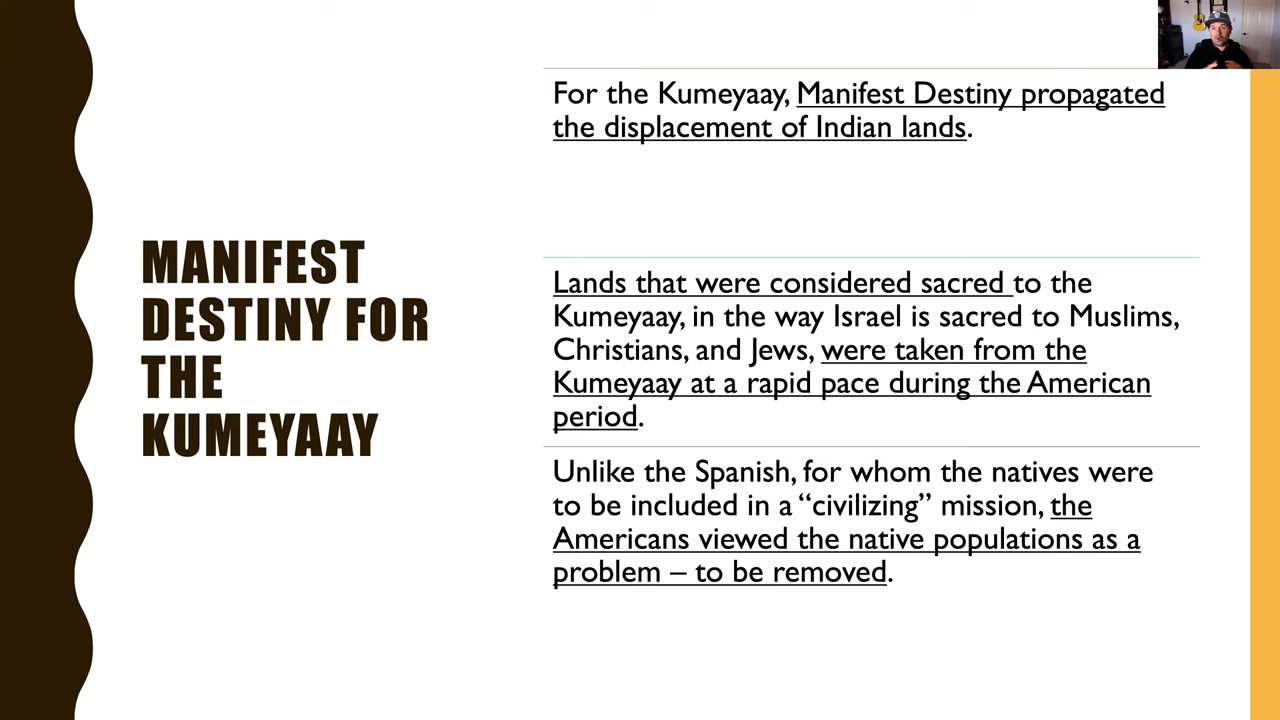 MANIFEST
DESTINY FOR
THE
KUMEYAAY
For the Kumeyaay, Manifest Destiny propagated
the displacement of Indian lands.
Lands that were considered sacred to the
Kumeyaay, in the way Israel is sacred to Muslims,
Christians, and Jews, were taken from the
Kumeyaay at a rapid pace during the American
period.
Unlike the Spanish, for whom the natives were
to be included in a “civilizing” mission, the
Americans viewed the native populations as a
problem – to be removed.